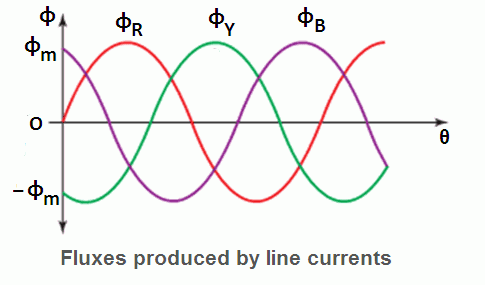 ϕ ϕR ϕY ϕB
ϕm
O
θ
−ϕm
Fluxes produced by line currents